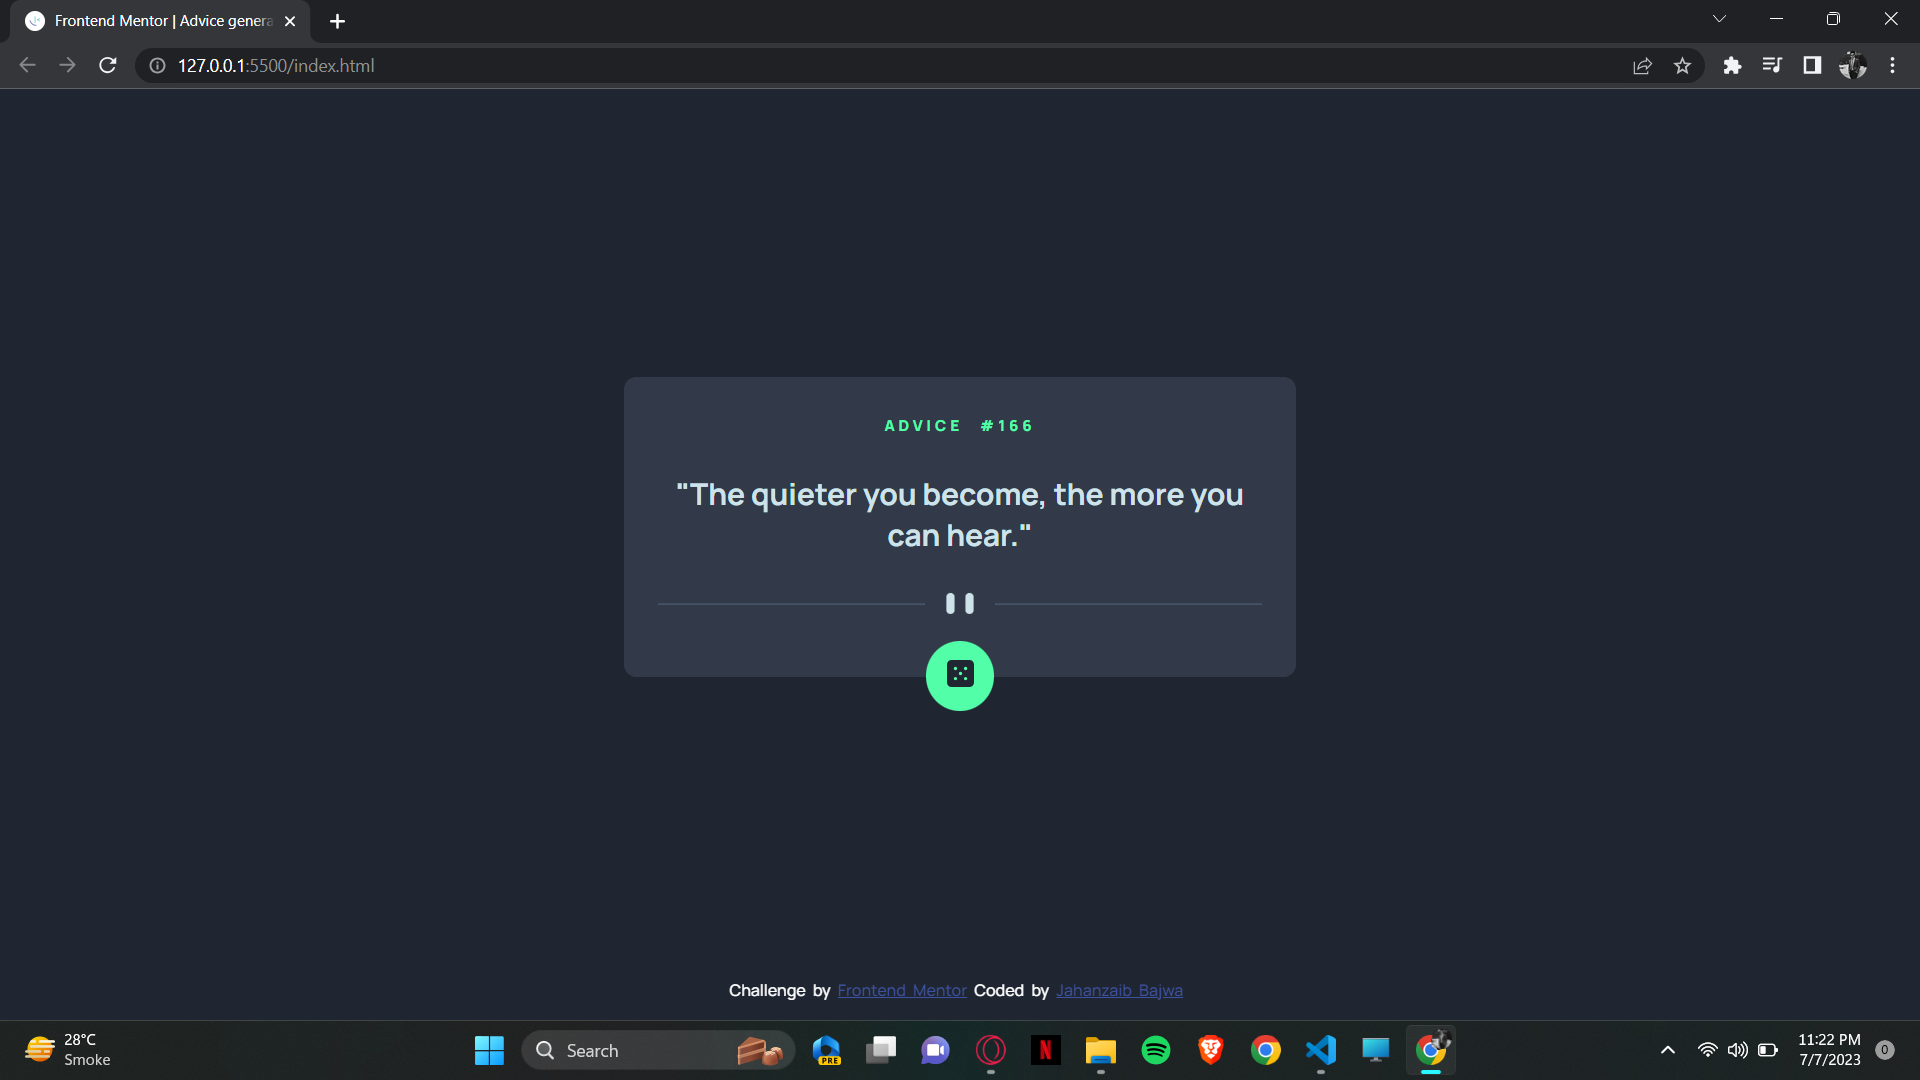 Frontend Mentor | Advice genera
127.0.0.1:5500/index.html
ADVICE #166
"The quieter you become, the more you
can hear."
Challenge by Frontend Mentor Coded by Jahanzaib Bajwa
28°C
Smoke
Search
PRE
N
11:22 PM
7/7/2023
0